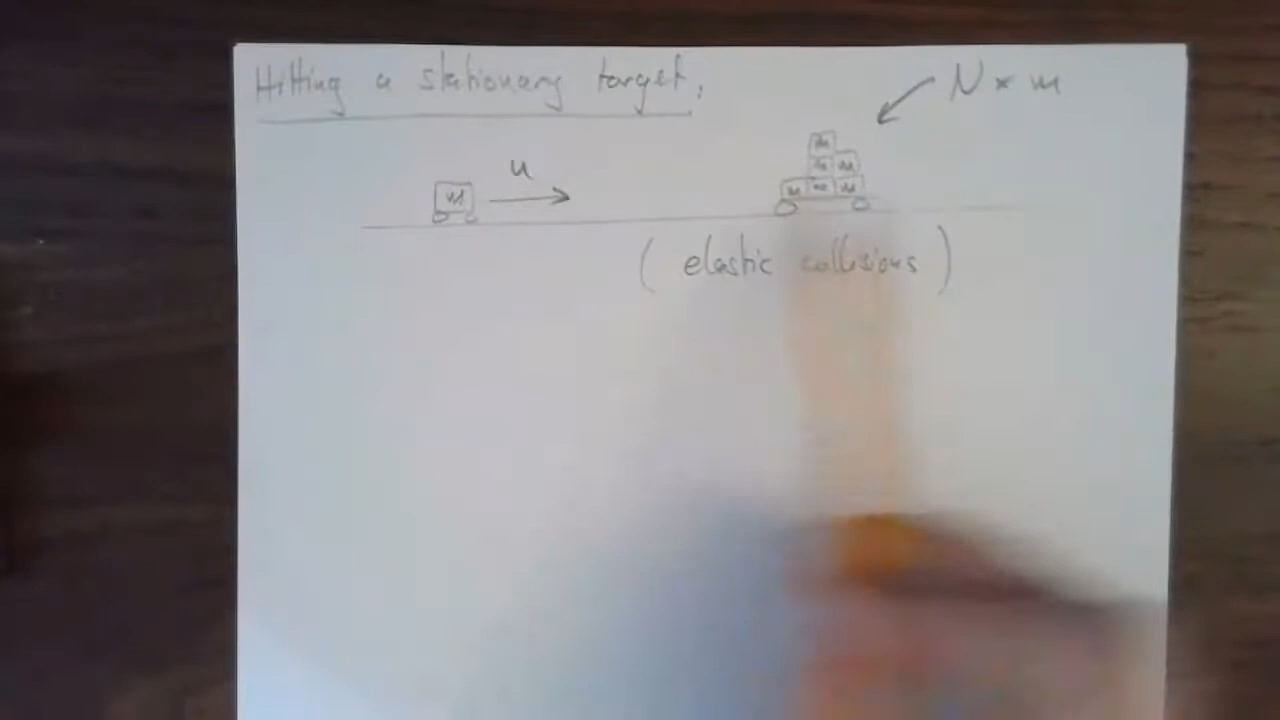 Hitting a stationary target:
N × m
u
m
m
m m
m m m
(elastic collisions)